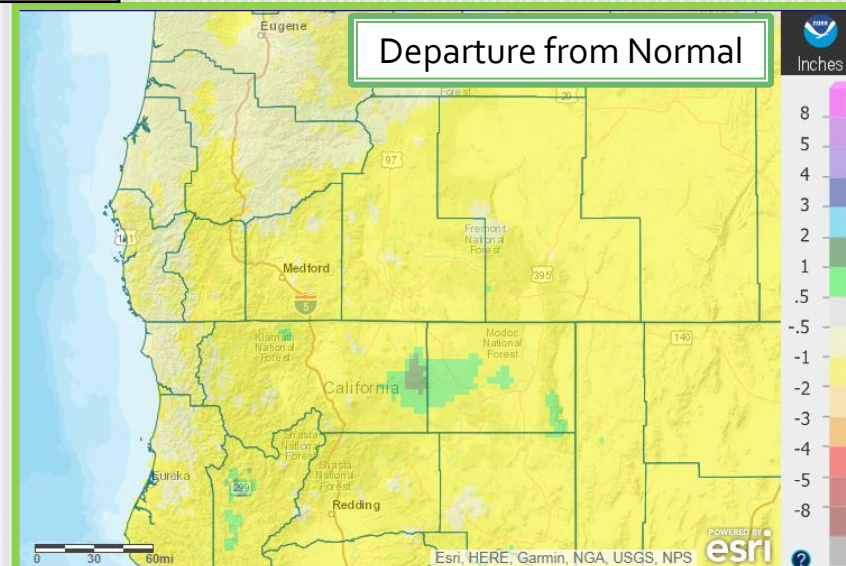 Departure from Normal
noaa
Inches
Eugene
Forest
20
97
Fremont
National
Forest
101
395
Medford
5
Klamath
National
Forest
Modoc
National
Forest
140
California
Shasta
National
Forest
Shasta
National
Forest
Eureka
299
Redding
8
5
4
3
2
1
.5
-.5
-1
-2
-3
-4
-5
-8
0 30 60mi
Esri, HERE, Garmin, NGA, USGS, NPS
POWERED BY
esri
?